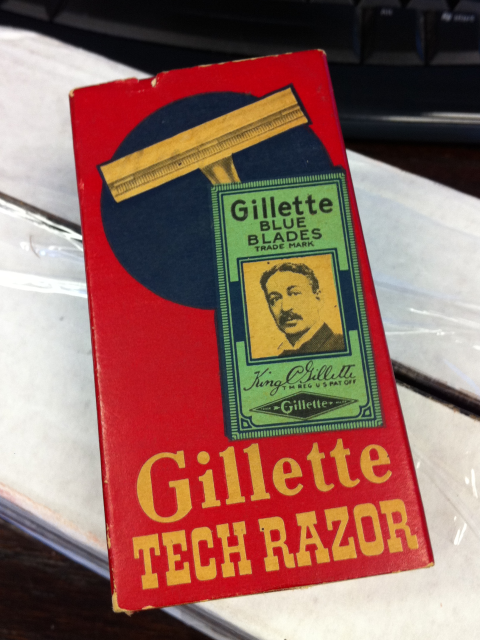 Gillette
BLUE
BLADES
TRADE MARK
King C Gillette
T M REG U S PAT OFF
Gillette
Gillette
TECH RAZOR